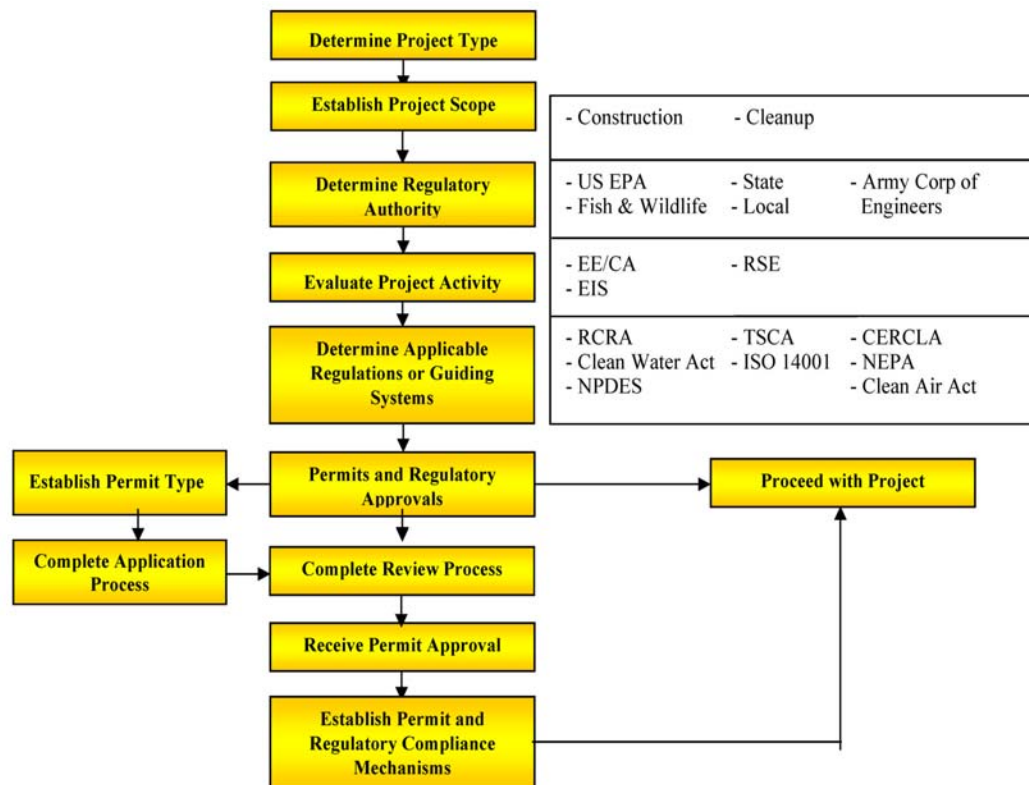 Determine Project Type
Establish Project Scope
- Construction - Cleanup
Determine Regulatory
Authority
- US EPA - State - Army Corp of
- Fish & Wildlife - Local Engineers
Evaluate Project Activity
- EE/CA - RSE
- EIS
Determine Applicable
Regulations or Guiding
Systems
- RCRA - TSCA - CERCLA
- Clean Water Act - ISO 14001 - NEPA
- NPDES - Clean Air Act
Establish Permit Type
Permits and Regulatory
Approvals
Proceed with Project
Complete Application
Process
Complete Review Process
Receive Permit Approval
Establish Permit and
Regulatory Compliance
Mechanisms